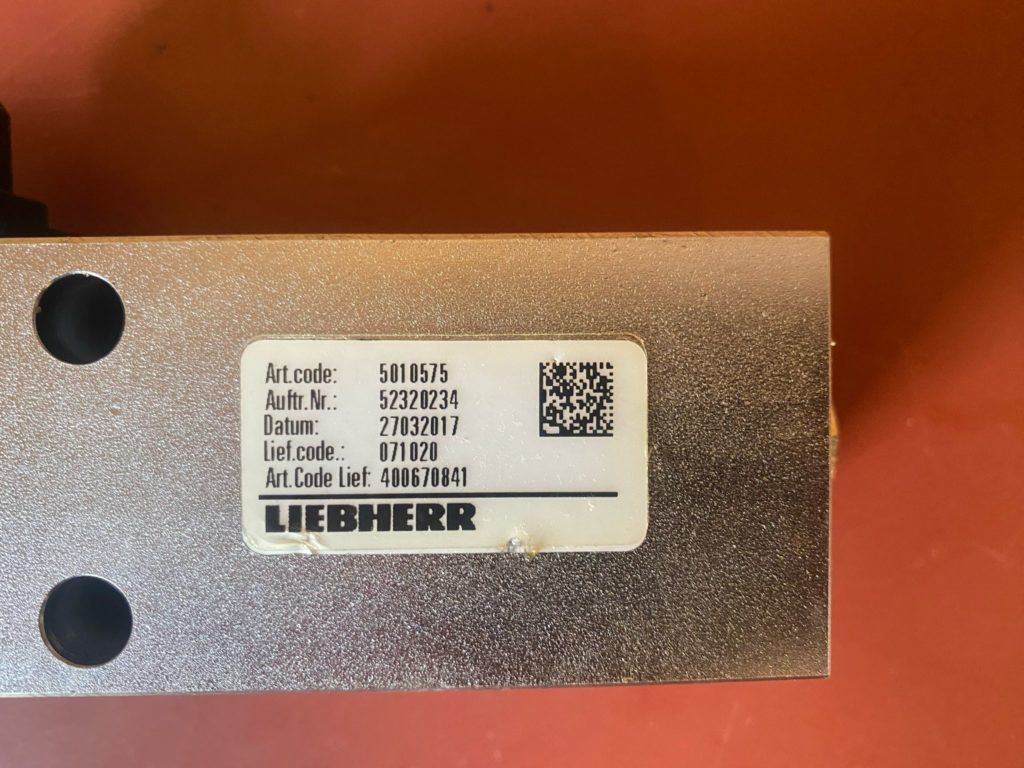 Art.code: 5010575
Auftr.Nr.: 52320234
Datum: 27032017
Lief.code.: 071020
Art.Code Lief: 400670841
LIEBHERR